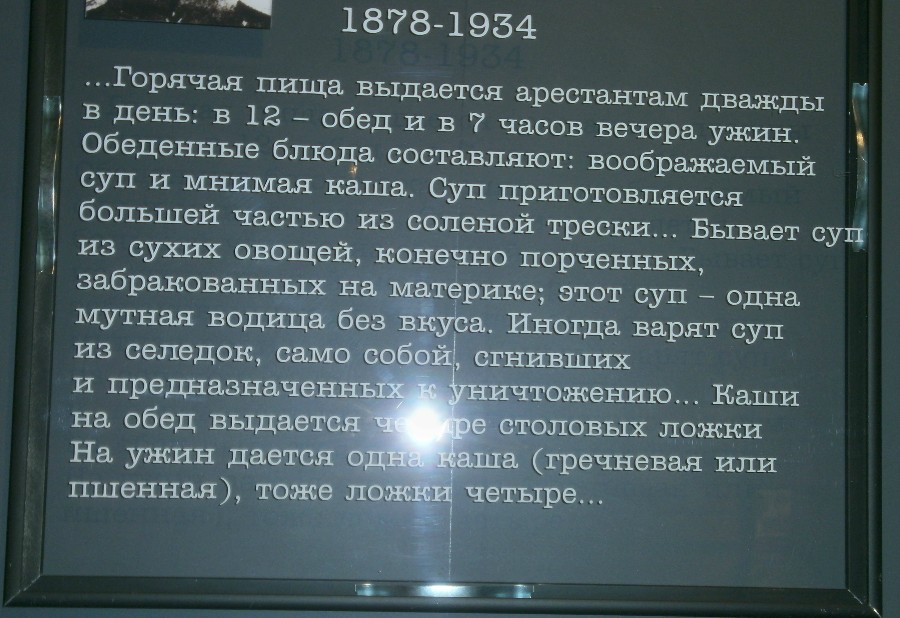 1878-1934
...Горячая пища выдается арестантам дважды
в день: в 12 – обед и в 7 часов вечера ужин.
Обеденные блюда составляют: воображаемый
суп и мнимая каша. Суп приготовляется
большей частью из соленой трески... Бывает суп
из сухих овощей, конечно порченных,
забракованных на материке; этот суп – одна
мутная водица без вкуса. Иногда варят суп
из селедок, само собой, сгнивших
и предназначенных к уничтожению... Каши
на обед выдается четыре столовых ложки
На ужин дается одна каша (гречневая или
пшенная), тоже ложки четыре...